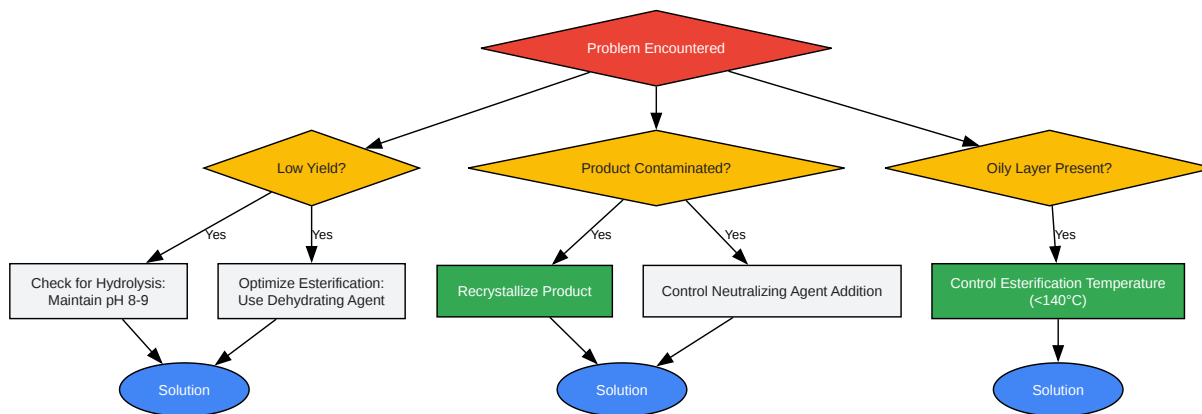 Problem Encountered
Low Yield?
Product Contaminated?
Oily Layer Present?
Yes
Yes
Yes
Yes
Yes
Check for Hydrolysis:
Maintain pH 8-9
Optimize Esterification:
Use Dehydrating Agent
Recrystallize Product
Control Neutralizing Agent Addition
Control Esterification Temperature
(<140°C)
Solution
Solution
Solution